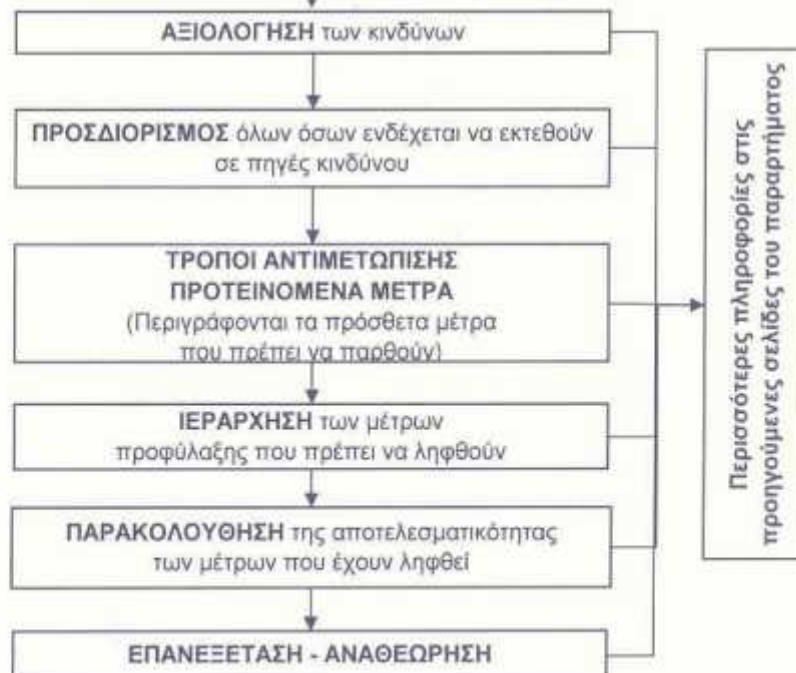 ΑΞΙΟΛΟΓΗΣΗ των κινδύνων
ΠΡΟΣΔΙΟΡΙΣΜΟΣ όλων όσων ενδέχεται να εκτεθούν
σε πηγές κινδύνου
ΤΡΟΠΟΙ ΑΝΤΙΜΕΤΩΠΙΣΗΣ
ΠΡΟΤΕΙΝΟΜΕΝΑ ΜΕΤΡΑ
(Περιγράφονται τα πρόσθετα μέτρα
που πρέπει να παρθούν)
ΙΕΡΑΡΧΗΣΗ των μέτρων
προφύλαξης που πρέπει να ληφθούν
ΠΑΡΑΚΟΛΟΥΘΗΣΗ της αποτελεσματικότητας
των μέτρων που έχουν ληφθεί
ΕΠΑΝΕΞΕΤΑΣΗ - ΑΝΑΘΕΩΡΗΣΗ
Περισσότερες πληροφορίες στις
προηγούμενες σελίδες του παραρτήματος